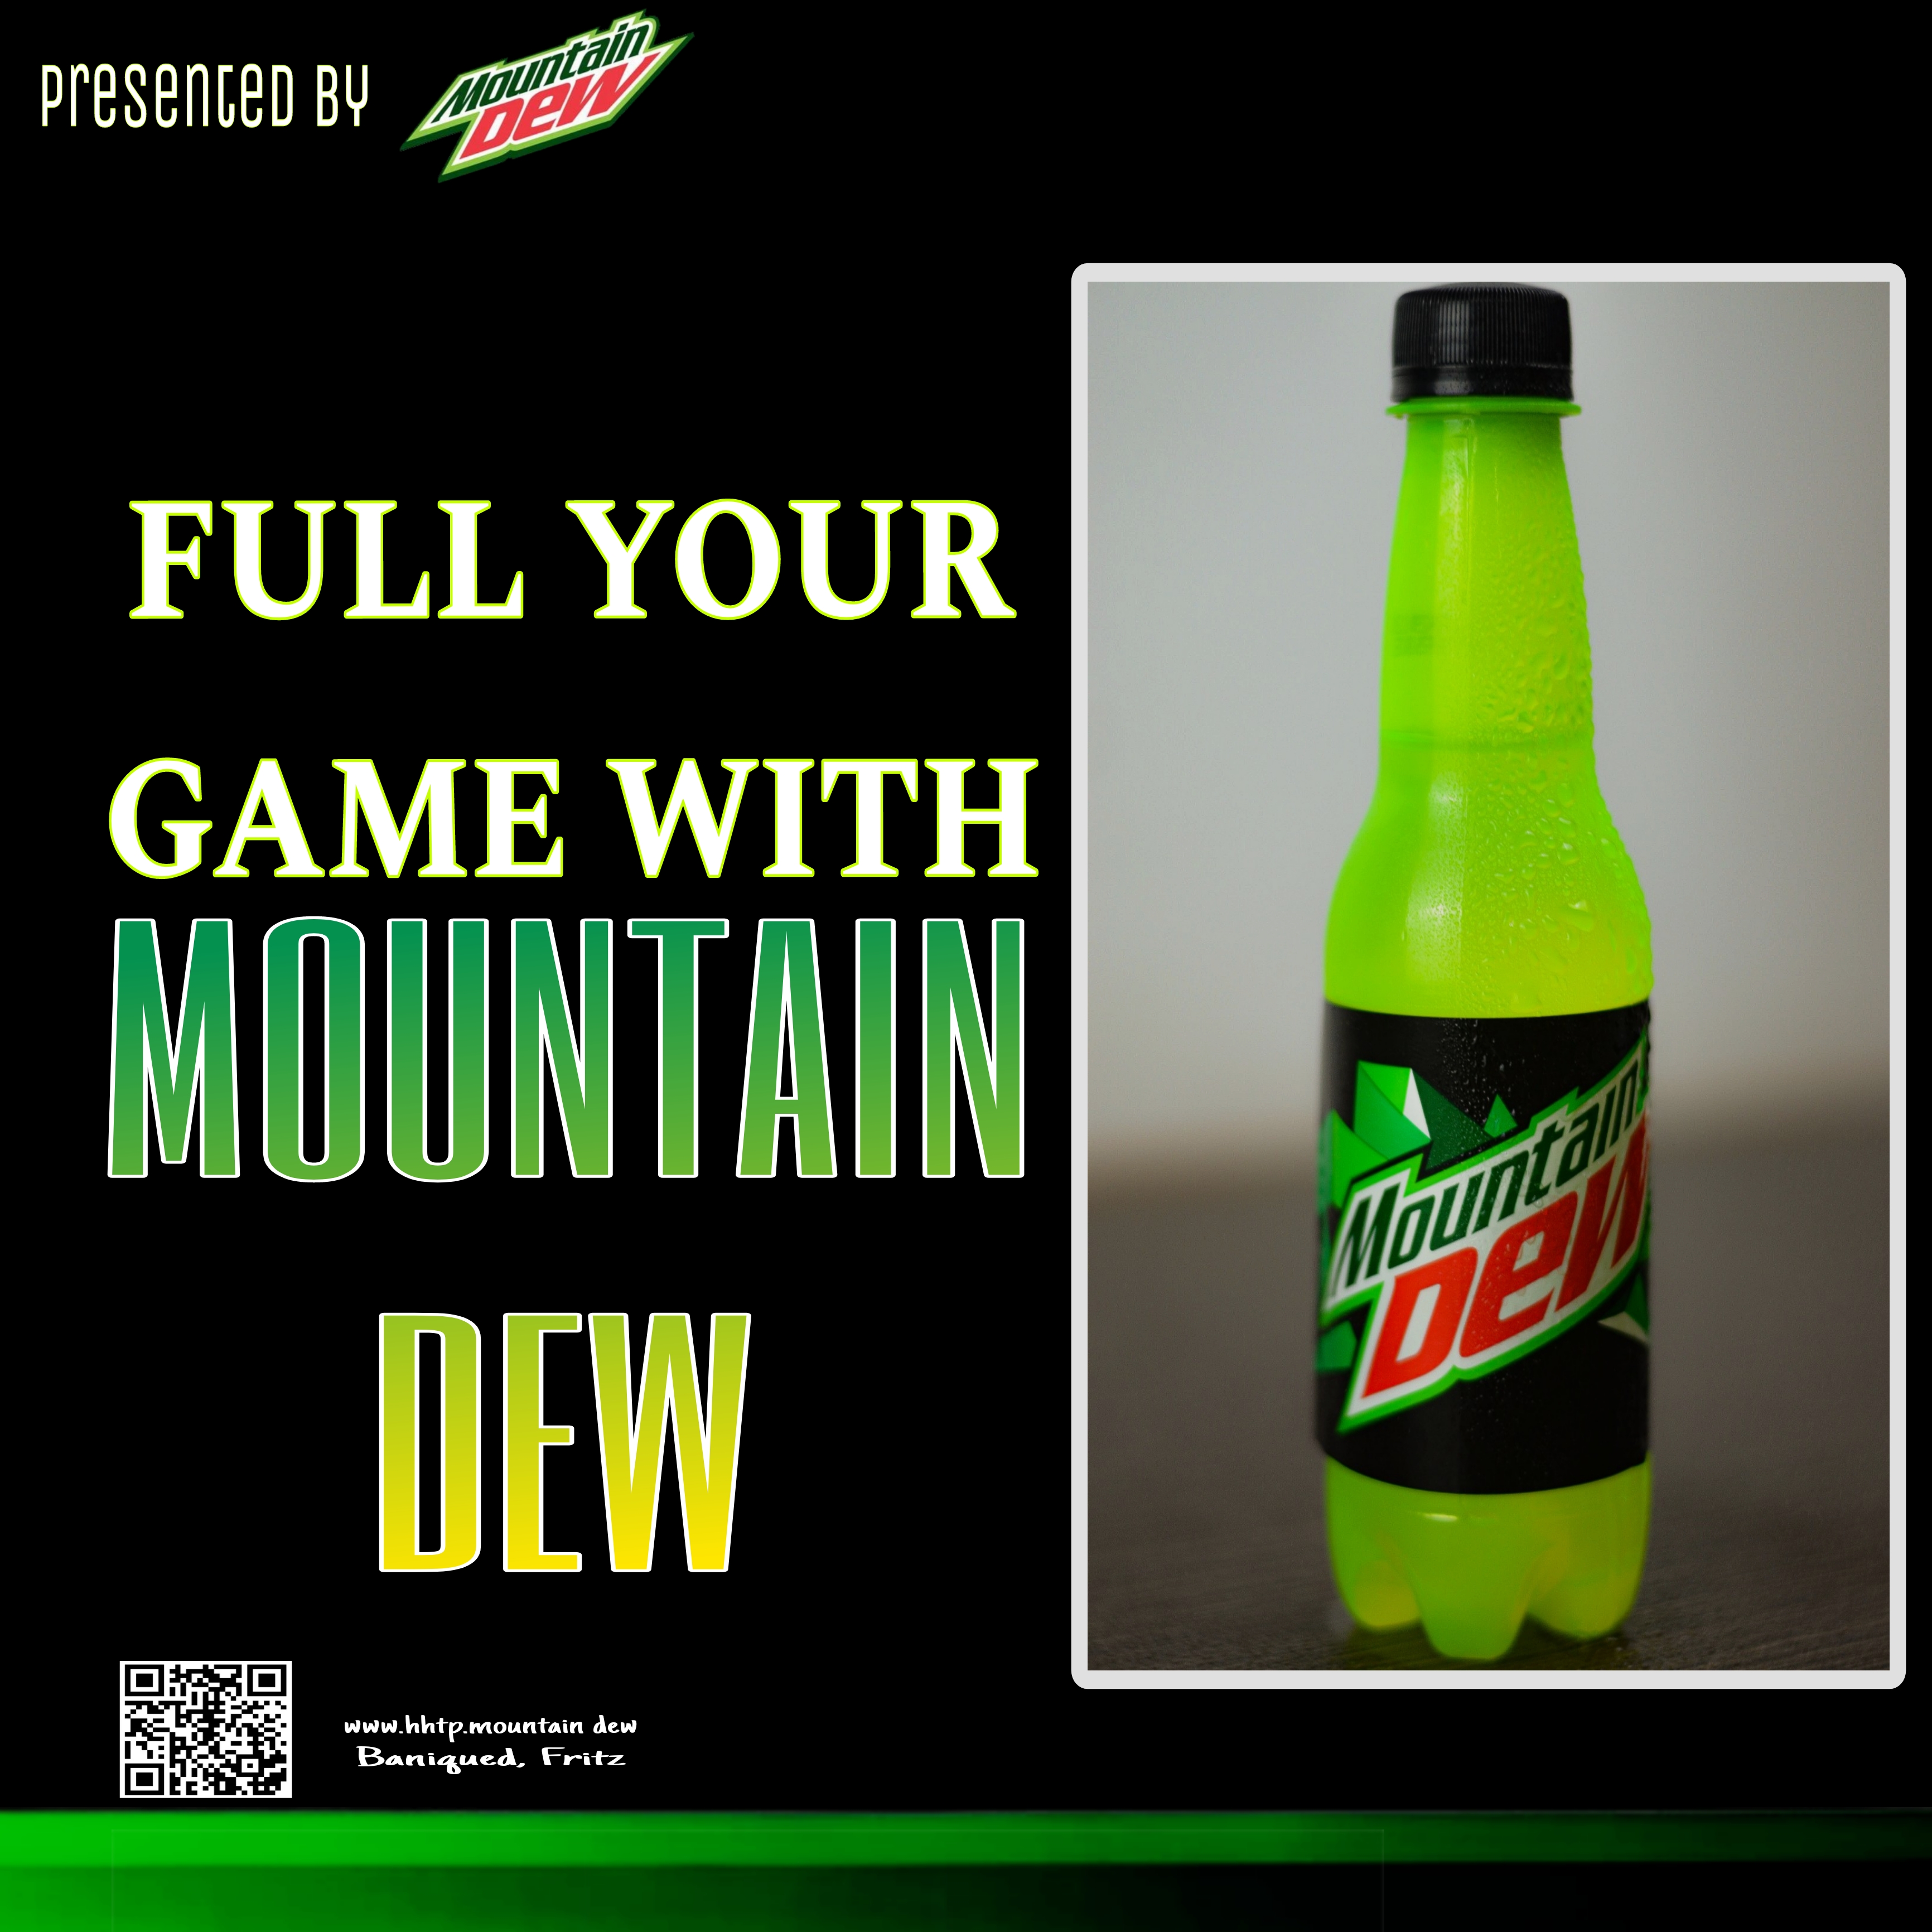 Presented By
Mountain
Dew
FULL YOUR
GAME WITH
MOUNTAIN
DEW
Mountain
Dew
www.hhtp.mountain dew
Baniqued, Fritz